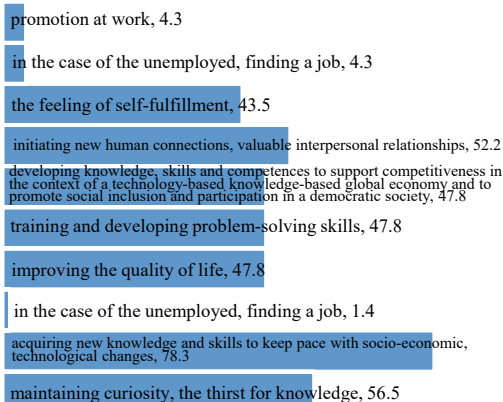 promotion at work, 4.3
in the case of the unemployed, finding a job, 4.3
the feeling of self-fulfillment, 43.5
initiating new human connections, valuable interpersonal relationships, 52.2
developing knowledge, skills and competences to support competitiveness in
the context of a technology-based knowledge-based global economy and to
promote social inclusion and participation in a democratic society, 47.8
training and developing problem-solving skills, 47.8
improving the quality of life, 47.8
in the case of the unemployed, finding a job, 1.4
acquiring new knowledge and skills to keep pace with socio-economic,
technological changes, 78.3
maintaining curiosity, the thirst for knowledge, 56.5